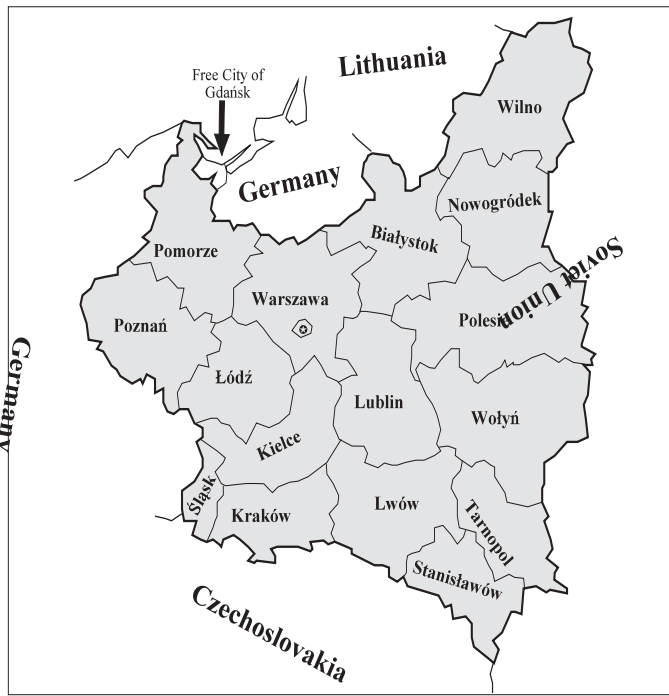 Lithuania
Free City of
Gdańsk
Wilno
Germany
Nowogródek
Białystok
Pomorze
Soviet Union
Warszawa
Polesie
Poznań
Germany
Łódź
Lublin
Wołyń
Kielce
Śląsk
Kraków
Lwów
Tarnopol
Stanisławów
Czechoslovakia